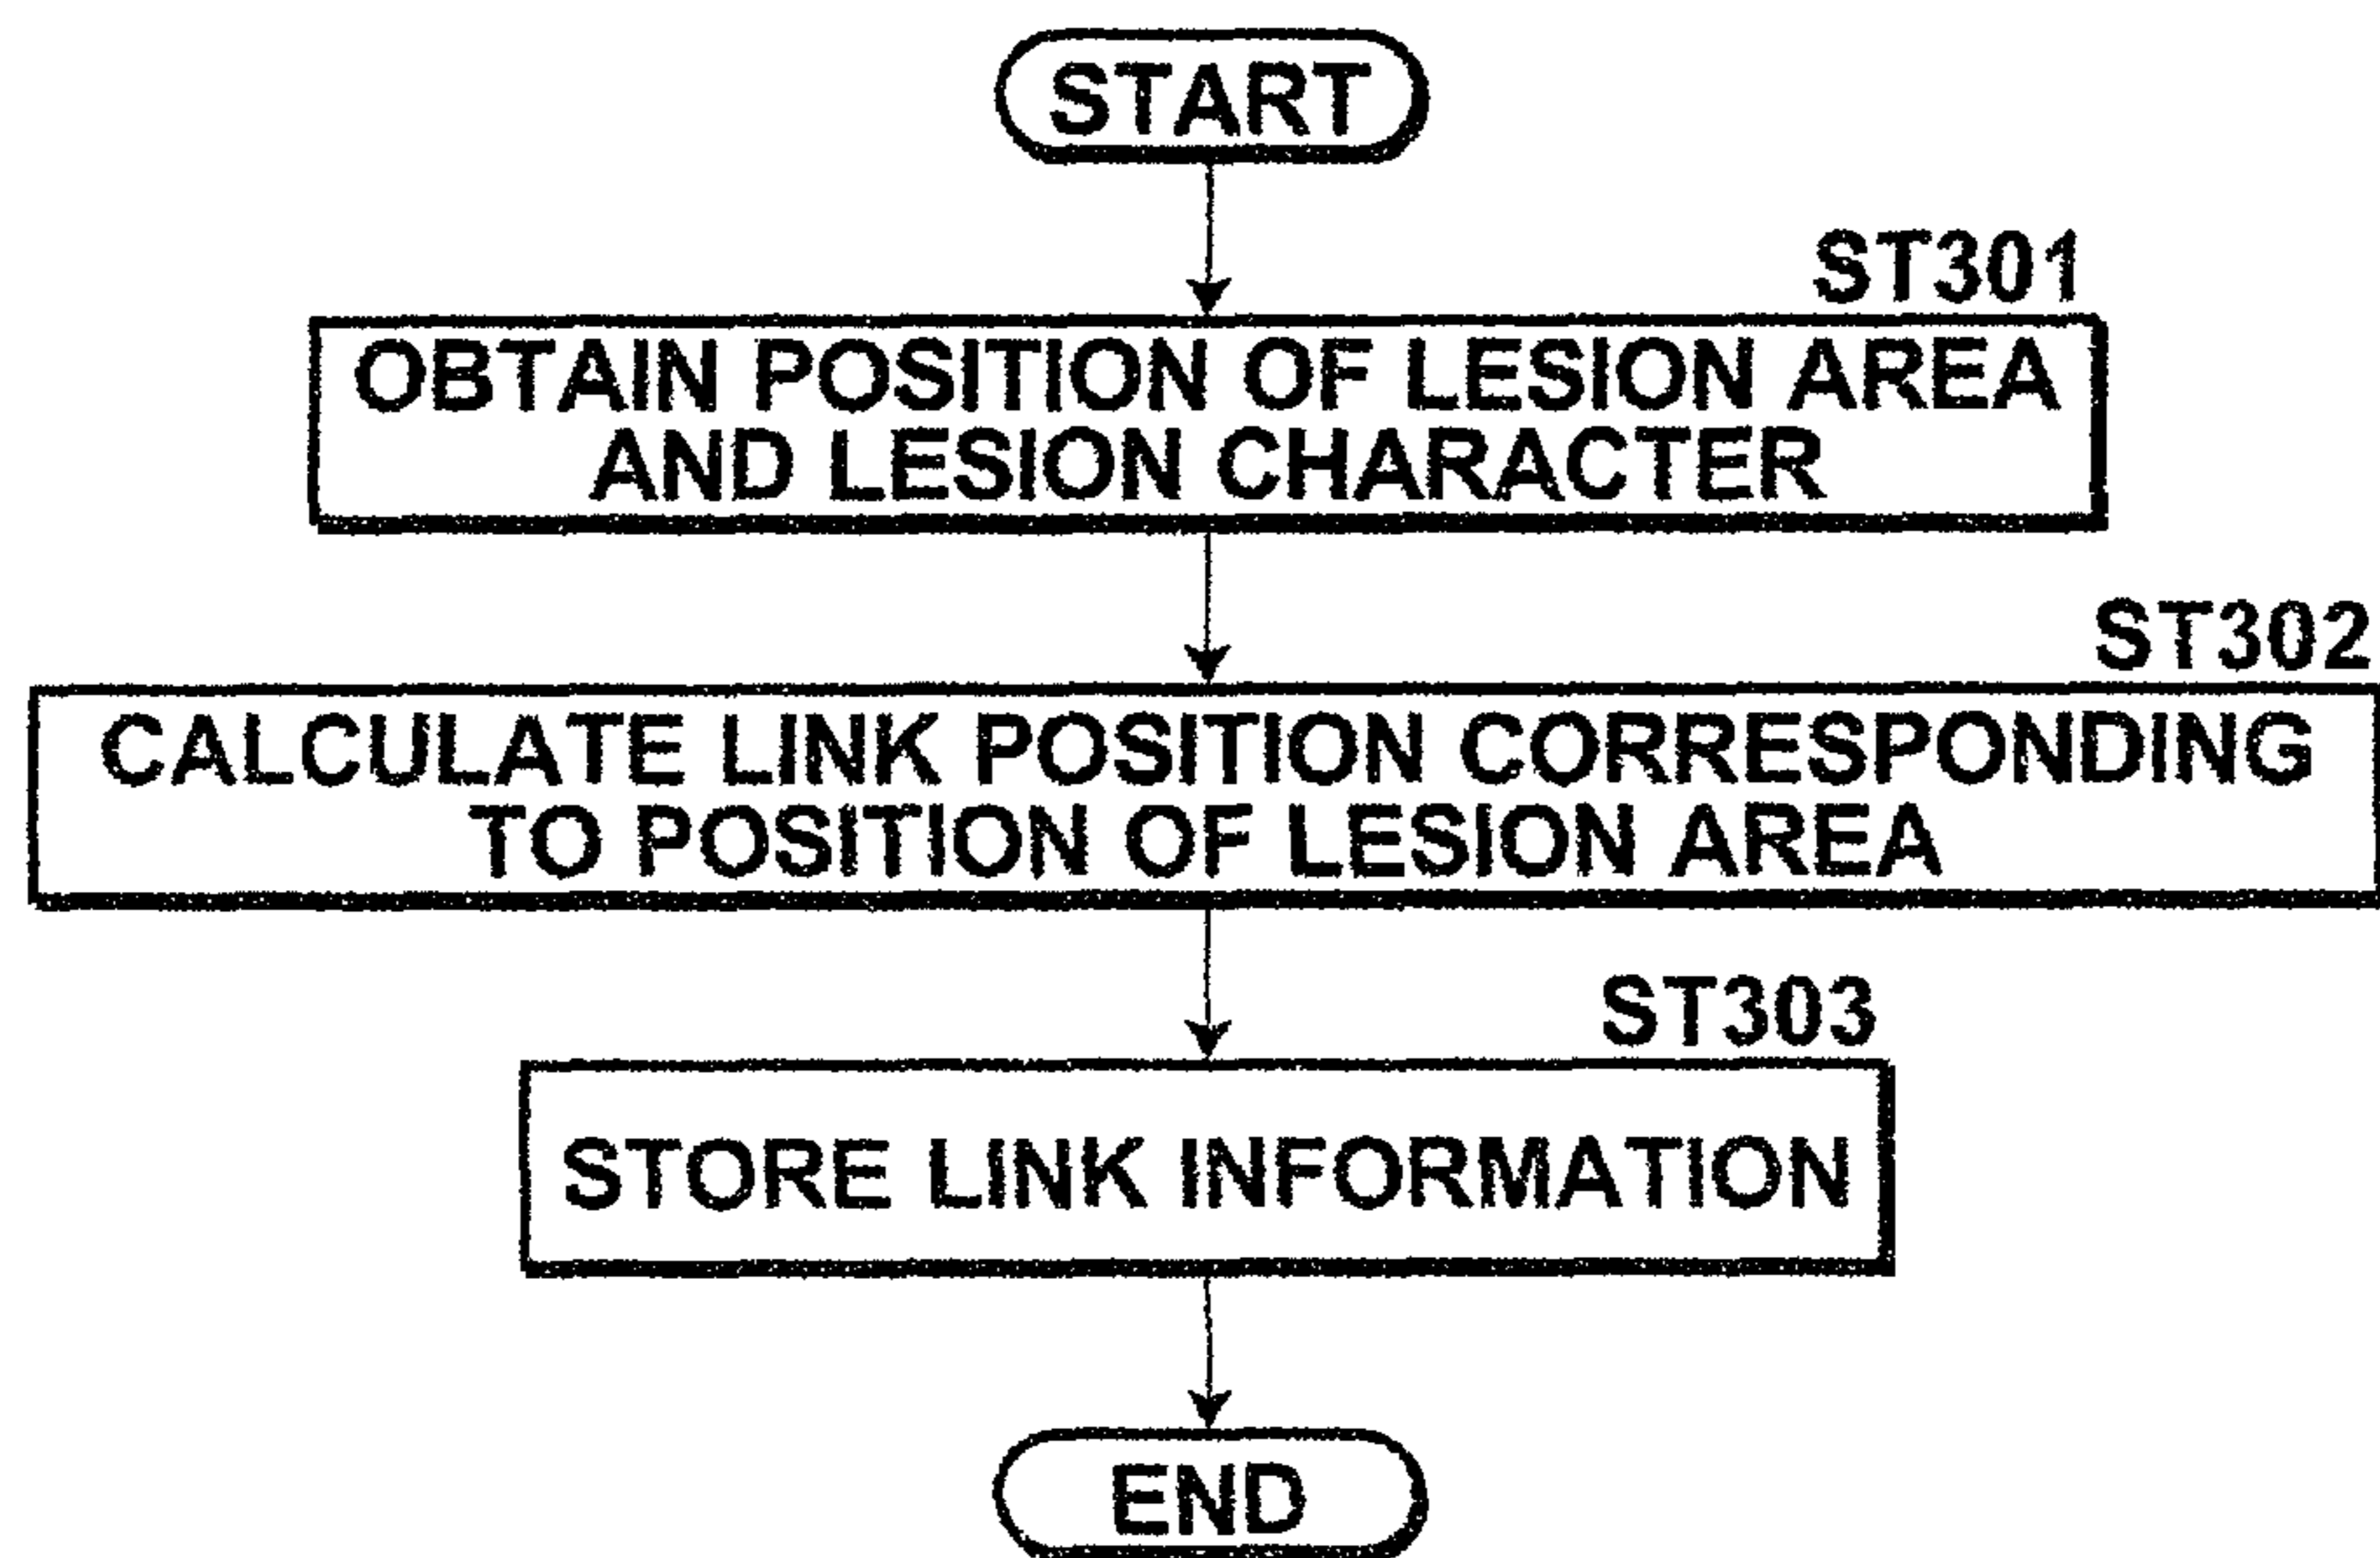 START
ST301
OBTAIN POSITION OF LESION AREA
AND LESION CHARACTER
ST302
CALCULATE LINK POSITION CORRESPONDING
TO POSITION OF LESION AREA
ST303
STORE LINK INFORMATION
END